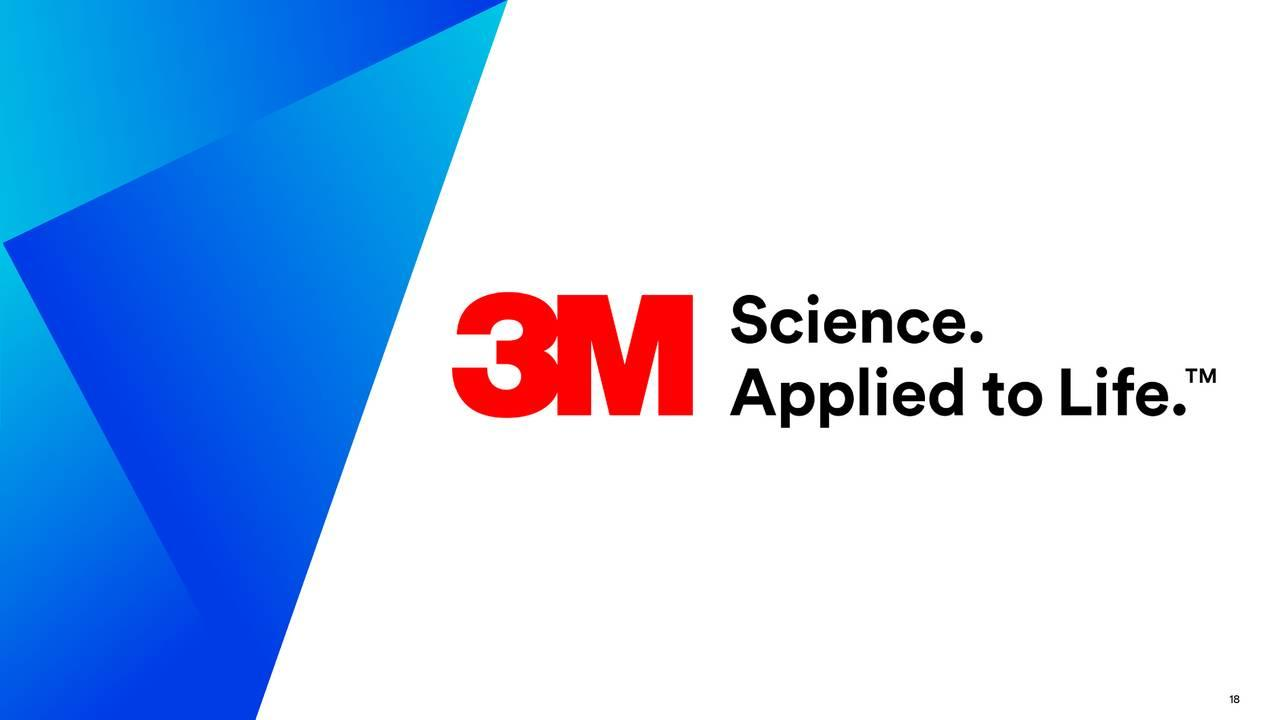 3M
Science.
Applied to Life.™
18